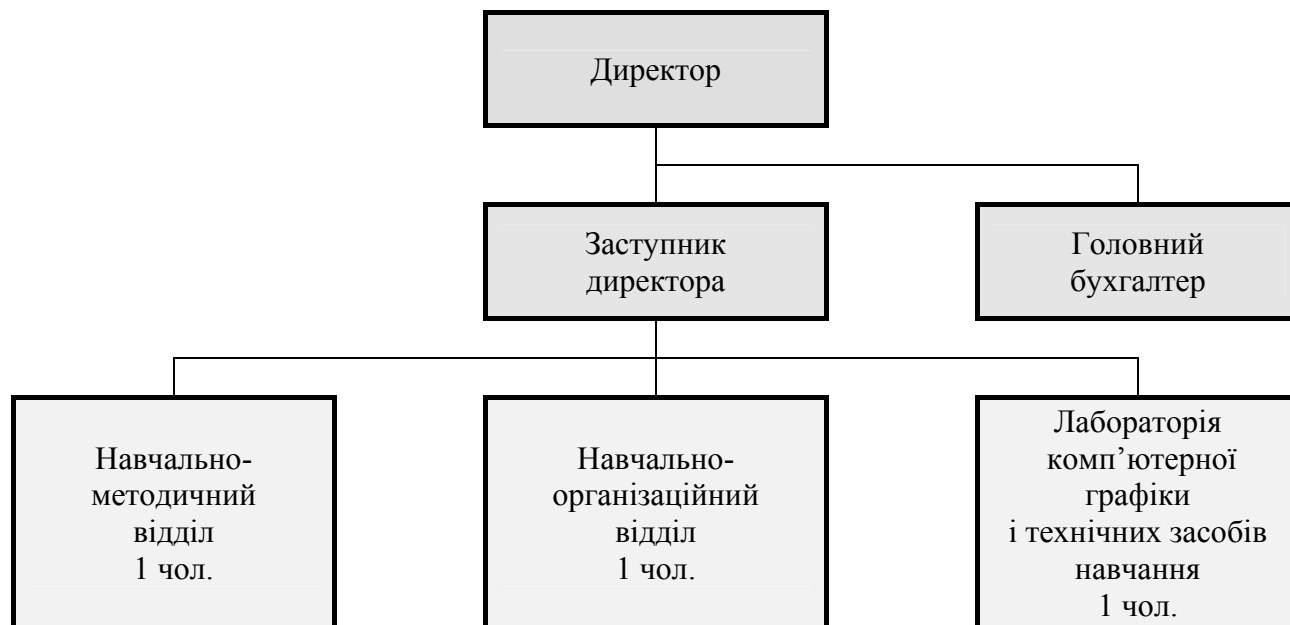 Директор
Заступник
директора
Головний
бухгалтер
Навчально-
методичний
відділ
1 чол.
Навчально-
організаційний
відділ
1 чол.
Лабораторія
комп’ютерної
графіки
і технічних засобів
навчання
1 чол.